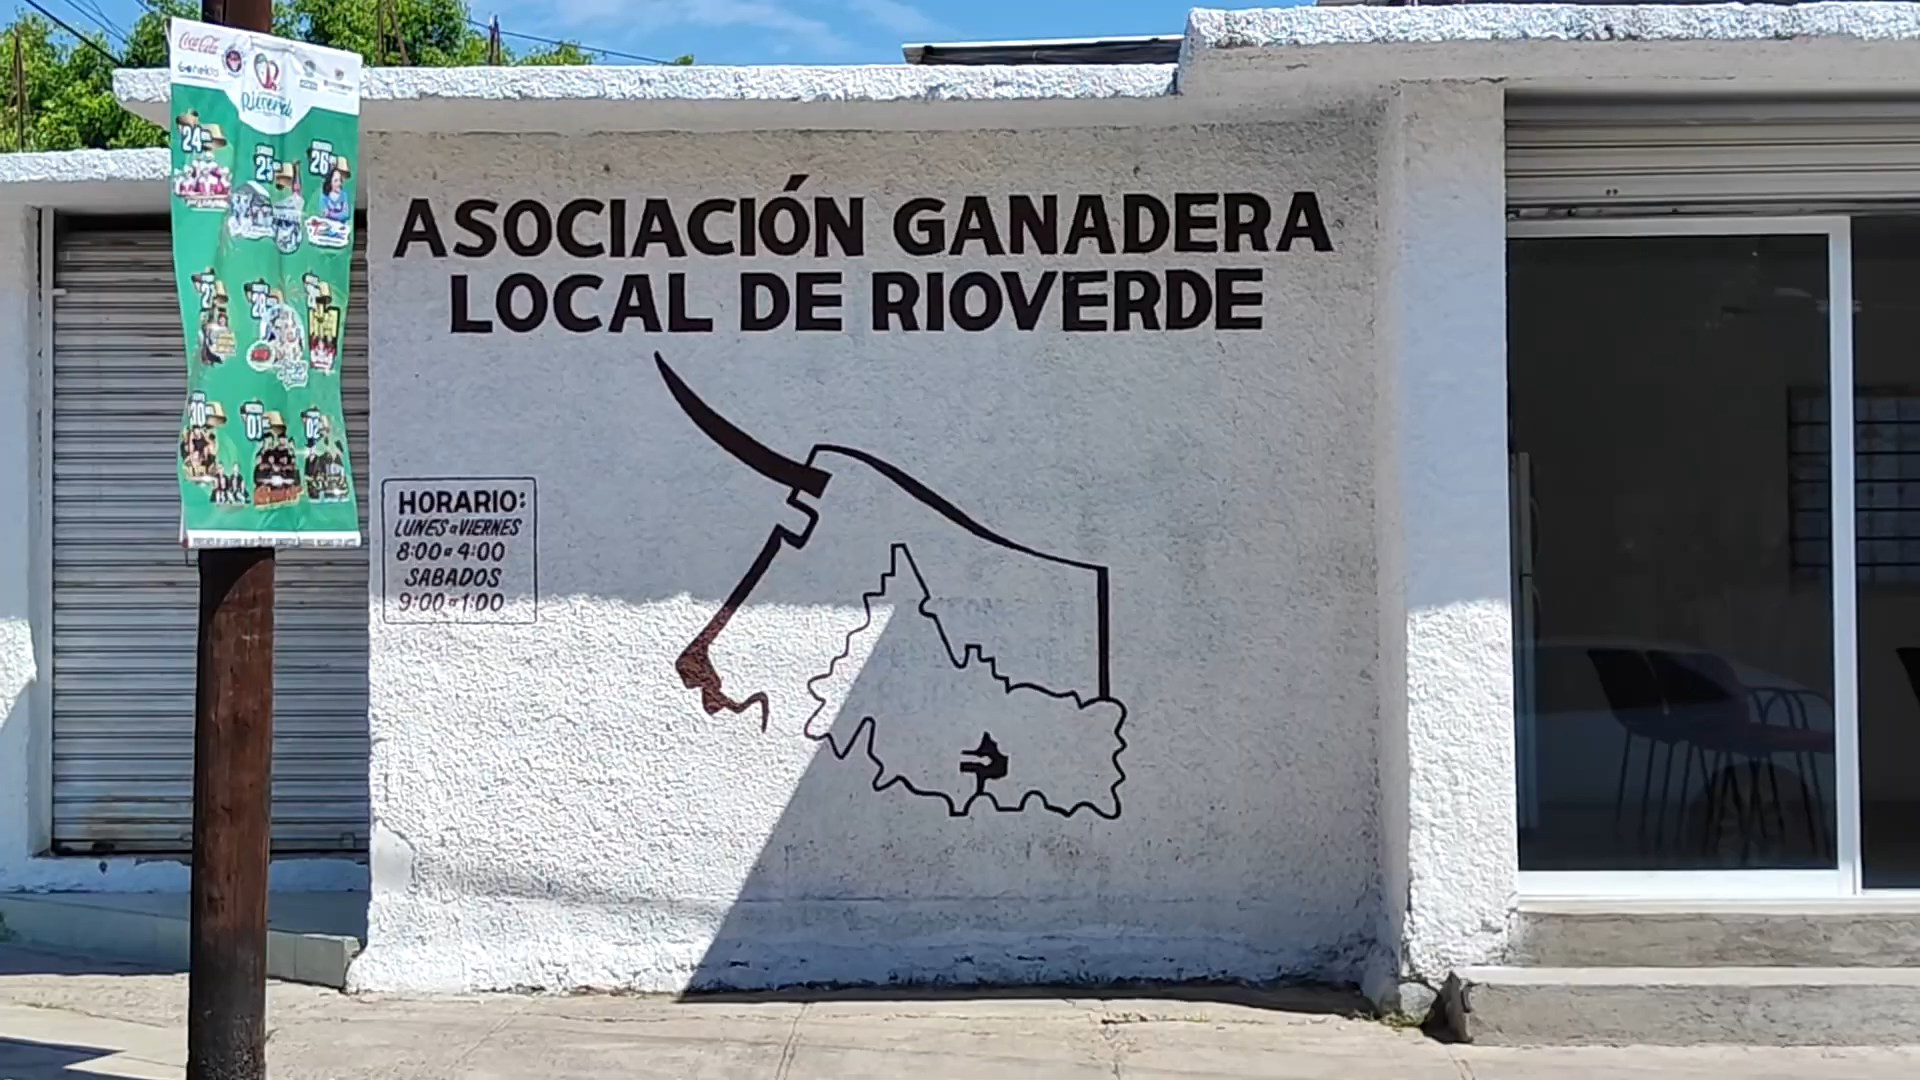 Coca-Cola
Rioverde
24
25
26
28
30
01
02
ASOCIACIÓN GANADERA
LOCAL DE RIOVERDE
HORARIO:
LUNES a VIERNES
8:00 a 4:00
SABADOS
9:00 a 1:00